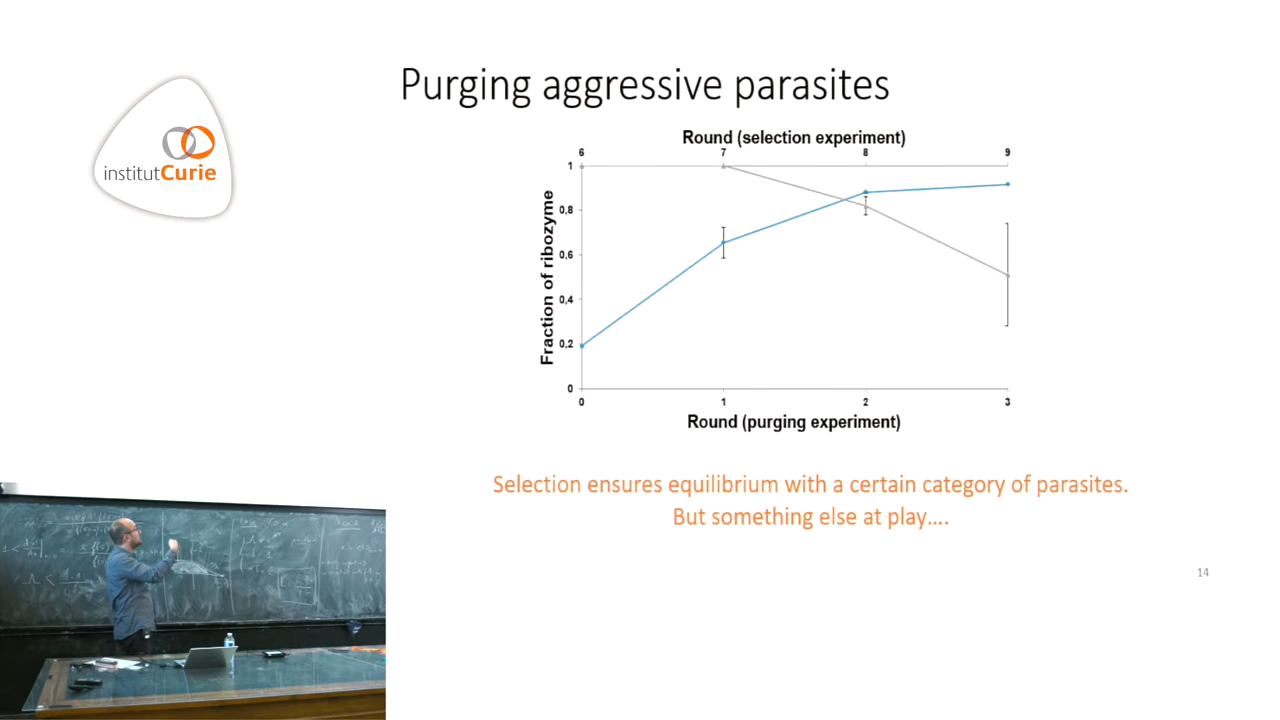 Purging aggressive parasites
institutCurie
Round (selection experiment)
6 7 8 9
Fraction of ribozyme
1
0,8
0,6
0,4
0,2
0
0 1 2 3
Round (purging experiment)
Selection ensures equilibrium with a certain category of parasites.
But something else at play....
14